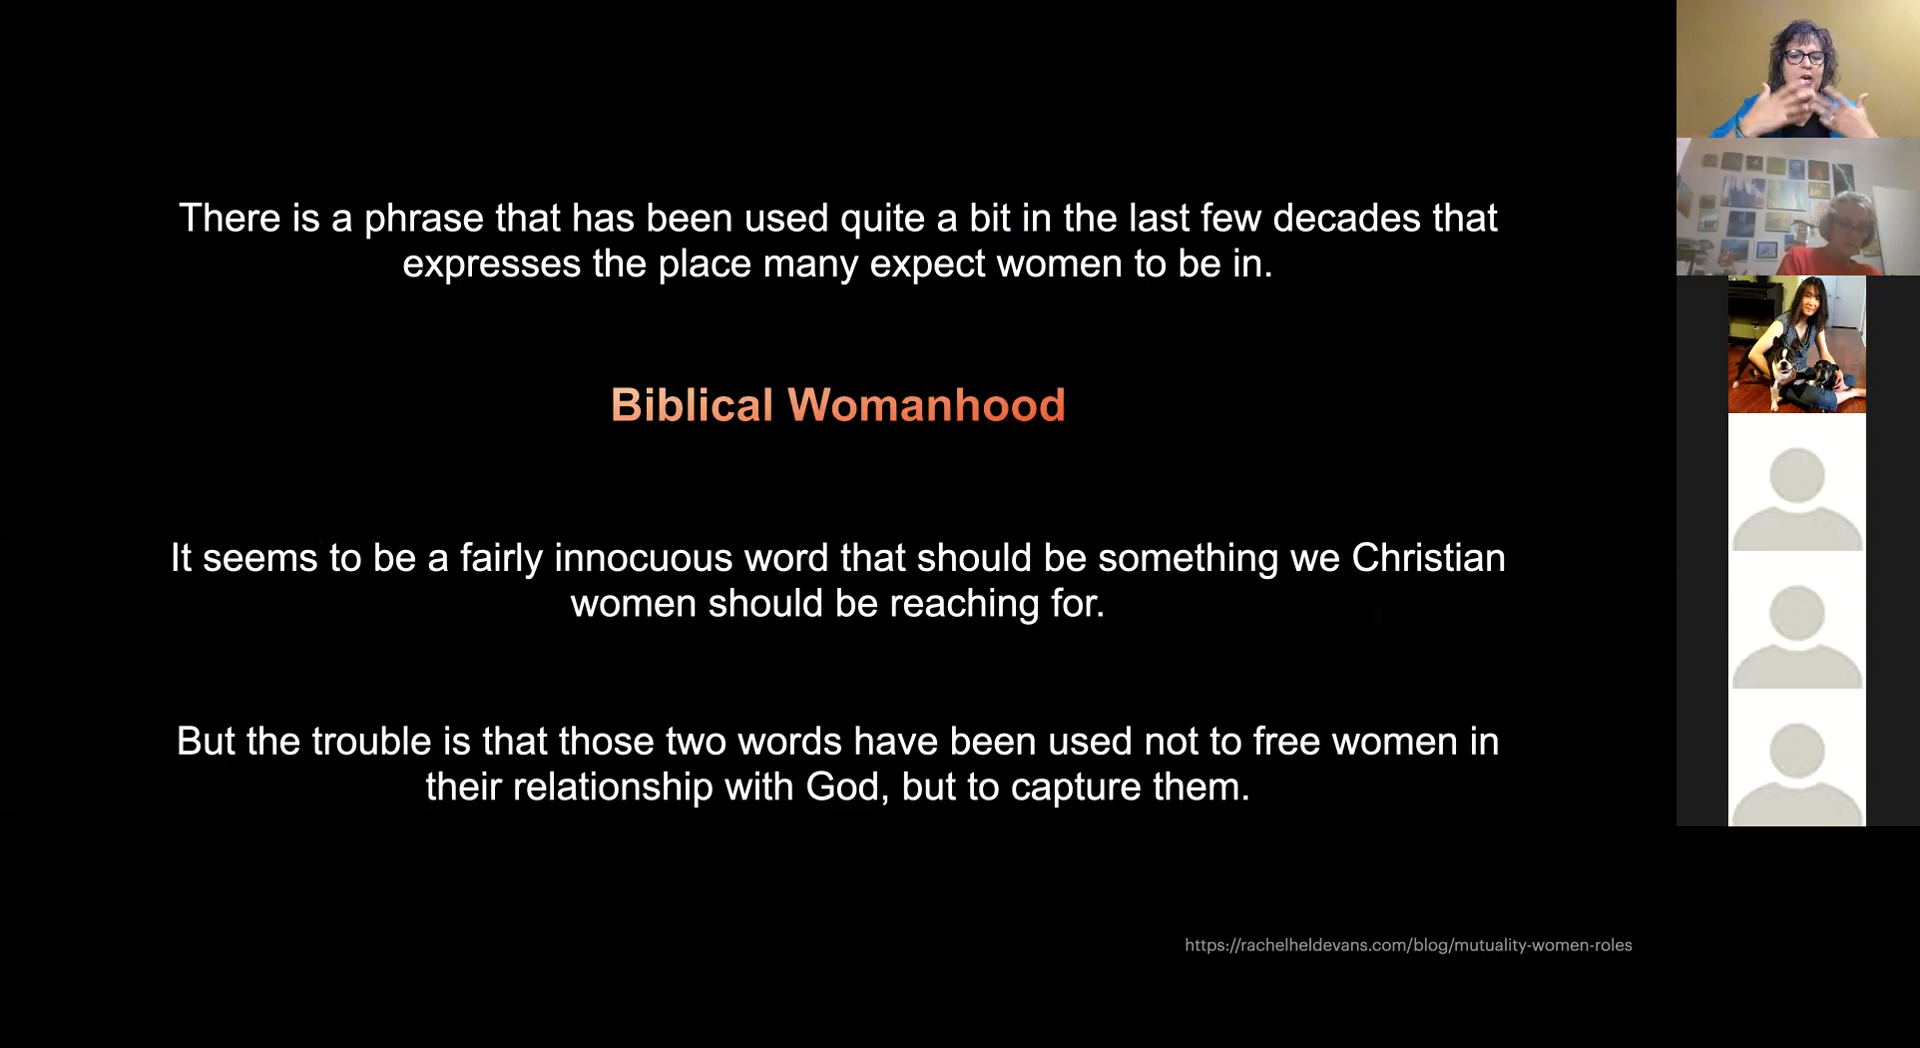 There is a phrase that has been used quite a bit in the last few decades that
expresses the place many expect women to be in.
Biblical Womanhood
It seems to be a fairly innocuous word that should be something we Christian
women should be reaching for.
But the trouble is that those two words have been used not to free women in
their relationship with God, but to capture them.
https://rachelheldevans.com/blog/mutuality-women-roles